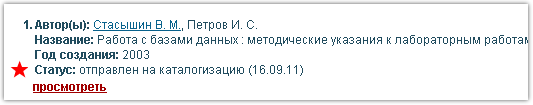 1. Автор(ы): Стасышин В. М., Петров И. С.
Название: Работа с базами данных : методические указания к лабораторным работам
Год создания: 2003
Статус: отправлен на каталогизацию (16.09.11)
просмотреть